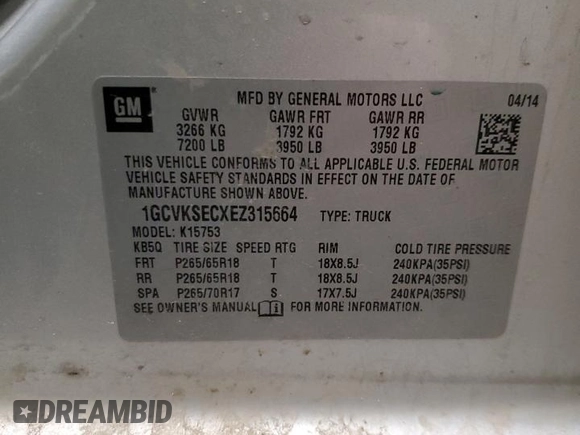 GM
MFD BY GENERAL MOTORS LLC 04/14
GVWR GAWR FRT GAWR RR
3266 KG 1792 KG 1792 KG
7200 LB 3950 LB 3950 LB
THIS VEHICLE CONFORMS TO ALL APPLICABLE U.S. FEDERAL MOTOR
VEHICLE SAFETY STANDARDS IN EFFECT ON THE DATE OF
MANUFACTURE SHOWN ABOVE.
1GCVKSECXEZ315664 TYPE: TRUCK
MODEL: K15753
KB5Q TIRE SIZE SPEED RTG RIM COLD TIRE PRESSURE
FRT P265/65R18 T 18X8.5J 240KPA(35PSI)
RR P265/65R18 T 18X8.5J 240KPA(35PSI)
SPA P265/70R17 S 17X7.5J 240KPA(35PSI)
SEE OWNER'S MANUAL FOR MORE INFORMATION.
DREAMBID